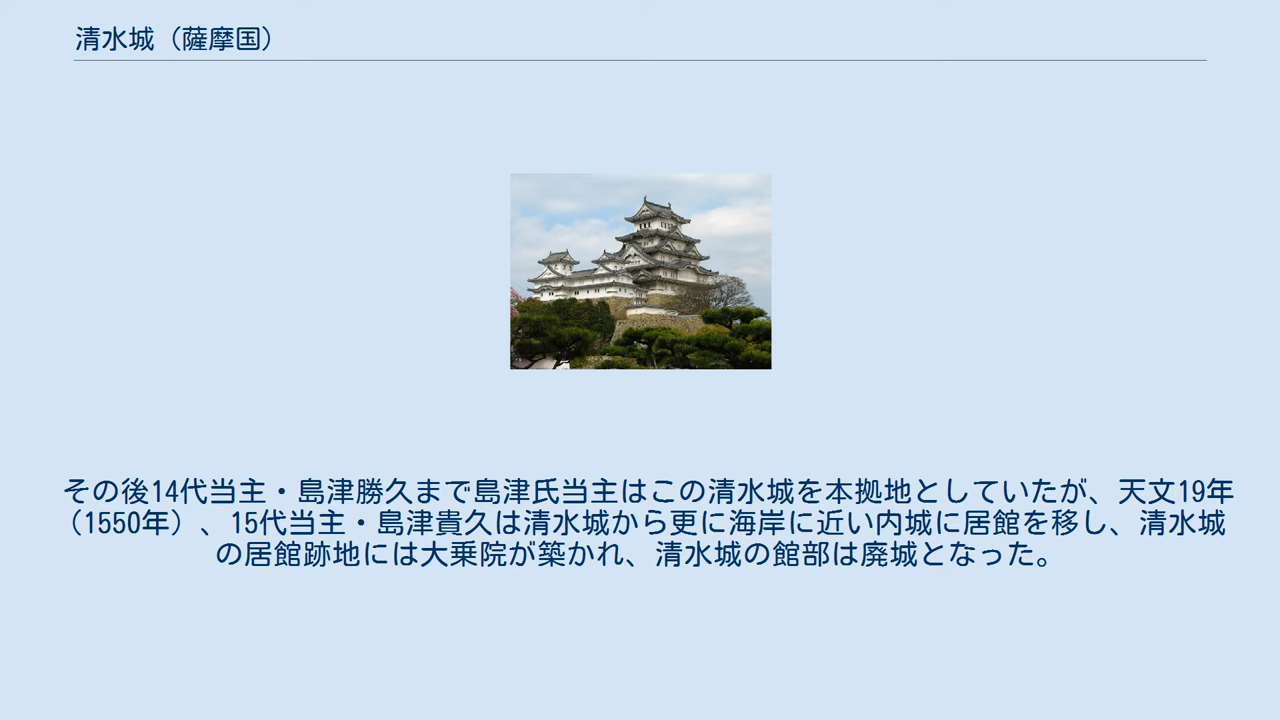 清水城（薩摩国）
その後14代当主・島津勝久まで島津氏当主はこの清水城を本拠地としていたが、天文19年
（1550年）、15代当主・島津貴久は清水城から更に海岸に近い内城に居館を移し、清水城
の居館跡地には大乗院が築かれ、清水城の館部は廃城となった。